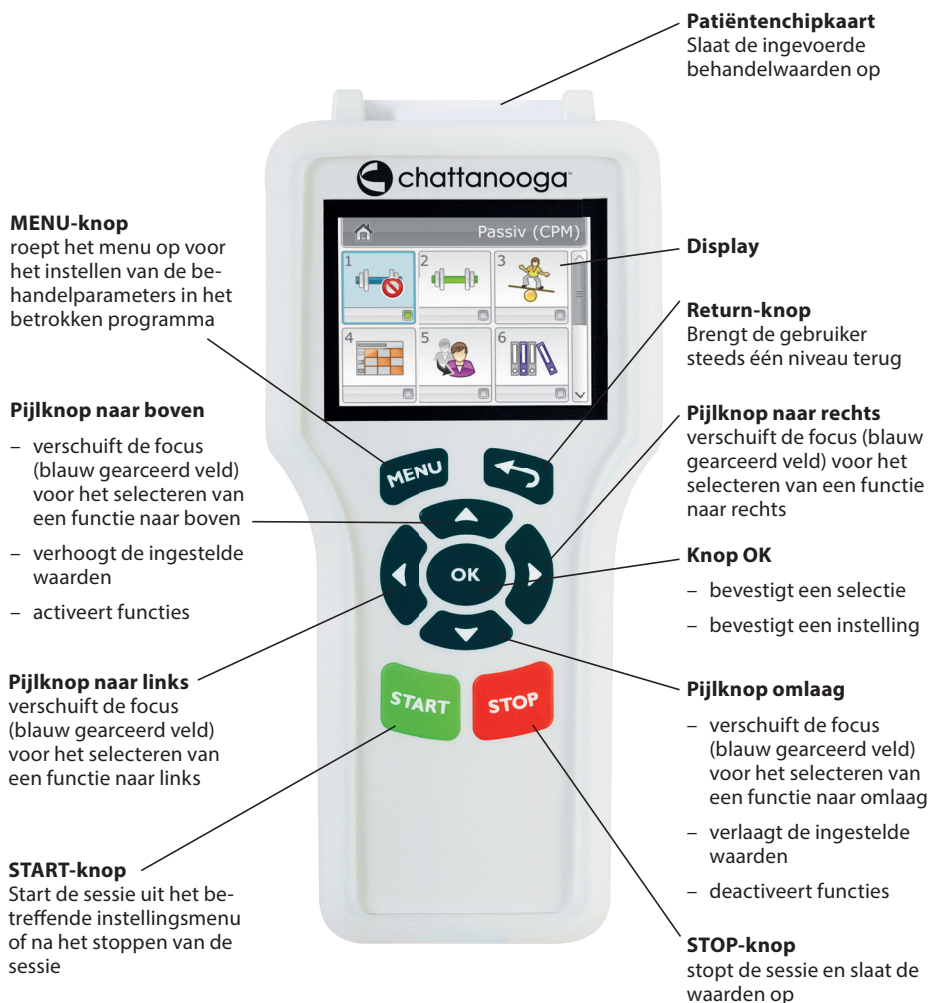 Patiëntenchipkaart
Slaat de ingevoerde
behandelwaarden op
chattanooga™
MENU-knop
roept het menu op voor
het instellen van de be-
handelparameters in het
betrokken programma
Passiv (CPM)
1
2
3
4
5
6
Display
Return-knop
Brengt de gebruiker
steeds één niveau terug
Pijlknop naar boven
– verschuift de focus
(blauw gearceerd veld)
voor het selecteren van
een functie naar boven
– verhoogt de ingestelde
waarden
– activeert functies
MENU
Pijlknop naar rechts
verschuift de focus (blauw
gearceerd veld) voor het
selecteren van een functie
naar rechts
OK
Knop OK
– bevestigt een selectie
– bevestigt een instelling
Pijlknop naar links
verschuift de focus
(blauw gearceerd veld)
voor het selecteren van
een functie naar links
START
STOP
Pijlknop omlaag
– verschuift de focus
(blauw gearceerd veld)
voor het selecteren van
een functie naar omlaag
– verlaagt de ingestelde
waarden
– deactiveert functies
START-knop
Start de sessie uit het be-
treffende instellingsmenu
of na het stoppen van de
sessie
STOP-knop
stopt de sessie en slaat de
waarden op